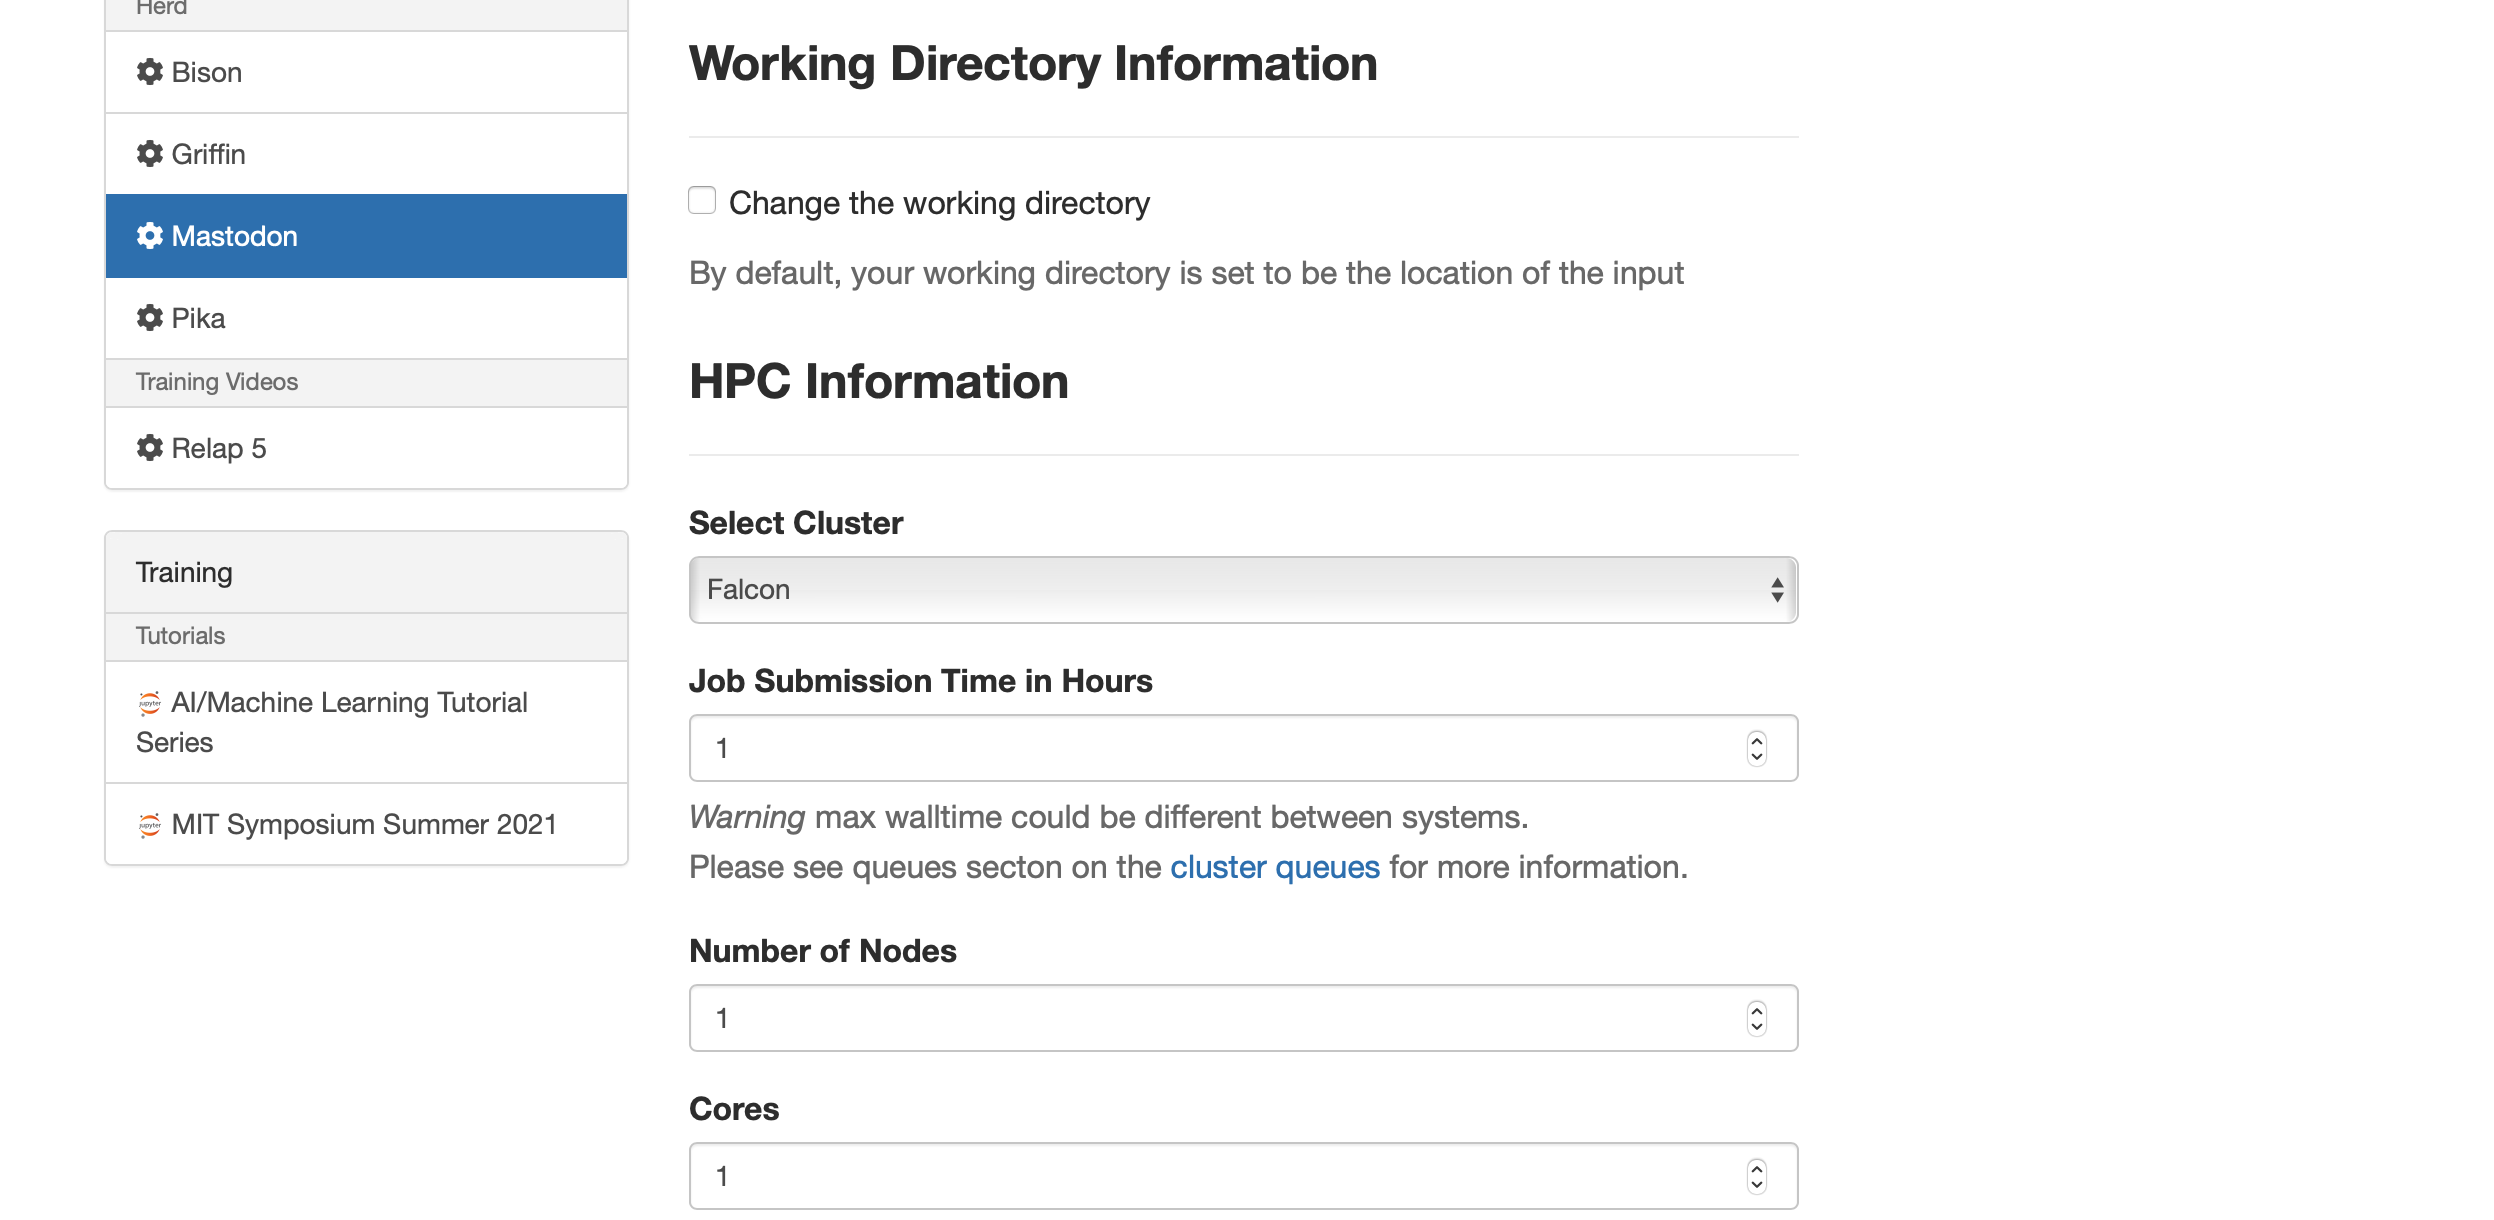 Herd
Bison
Griffin
Mastodon
Pika
Training Videos
Relap 5
Training
Tutorials
jupyter AI/Machine Learning Tutorial
Series
jupyter MIT Symposium Summer 2021
Working Directory Information
Change the working directory
By default, your working directory is set to be the location of the input
HPC Information
Select Cluster
Falcon
Job Submission Time in Hours
1
Warning max walltime could be different between systems.
Please see queues secton on the cluster queues for more information.
Number of Nodes
1
Cores
1